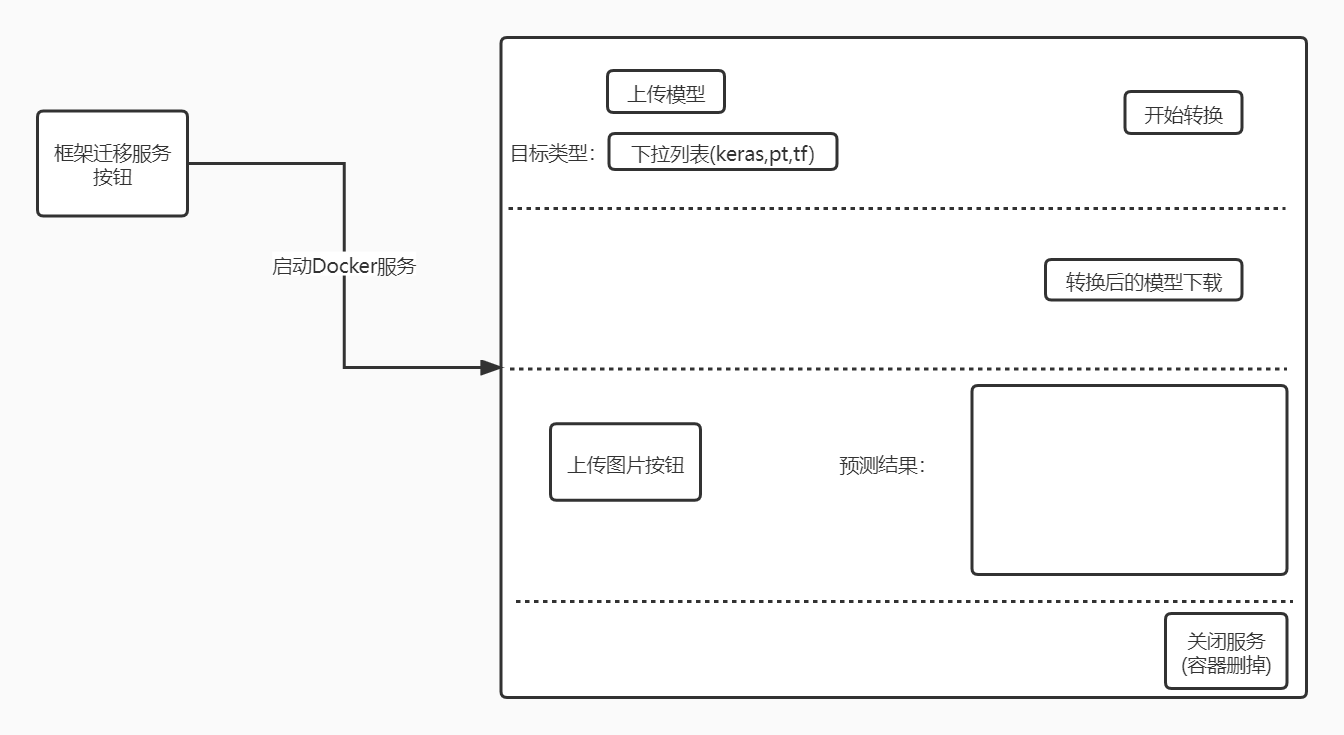 框架迁移服务
按钮
启动Docker服务
上传模型
开始转换
目标类型：
下拉列表(keras,pt,tf)
转换后的模型下载
上传图片按钮
预测结果：
关闭服务
(容器删掉)